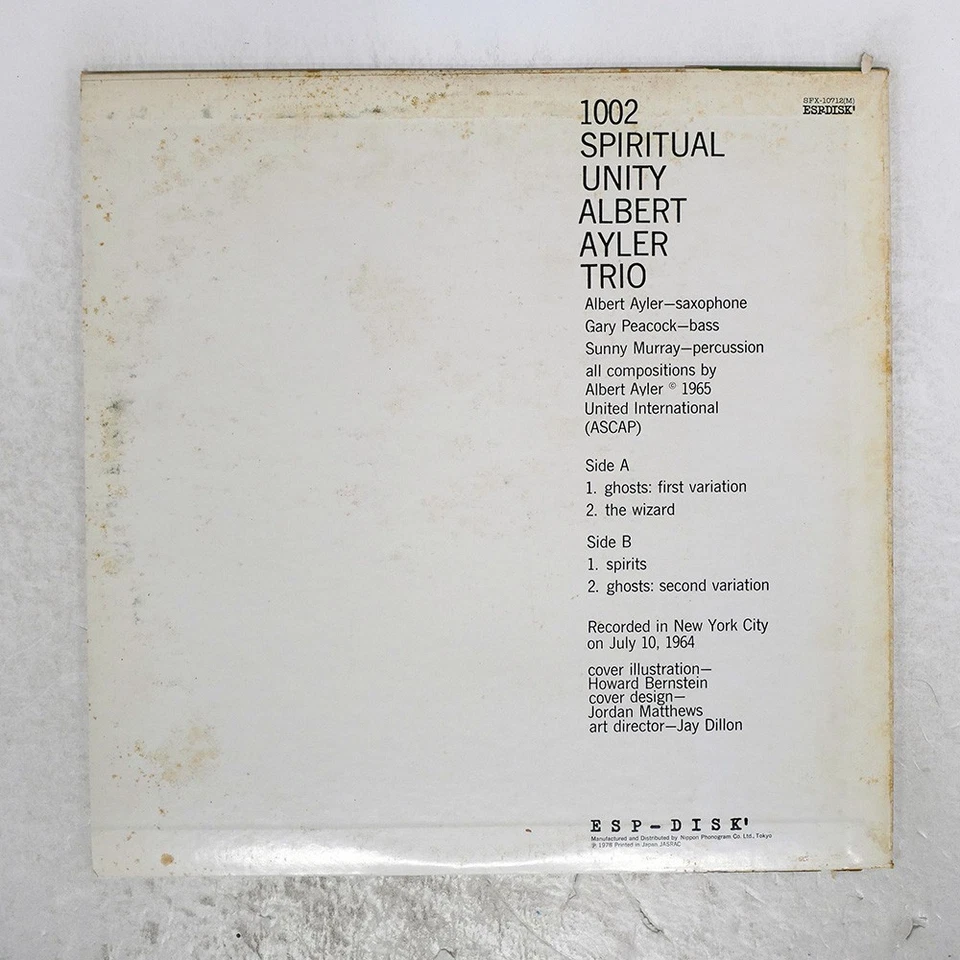 SFX-10712(M)
ESP-DISK'
1002
SPIRITUAL
UNITY
ALBERT
AYLER
TRIO
Albert Ayler—saxophone
Gary Peacock—bass
Sunny Murray—percussion
all compositions by
Albert Ayler © 1965
United International
(ASCAP)
Side A
1. ghosts: first variation
2. the wizard
Side B
1. spirits
2. ghosts: second variation
Recorded in New York City
on July 10, 1964
cover illustration—
Howard Bernstein
cover design—
Jordan Matthews
art director—Jay Dillon
ESP-DISK'
Manufactured and Distributed by Nippon Phonogram Co. Ltd., Tokyo
℗ 1978 Printed in Japan JASRAC